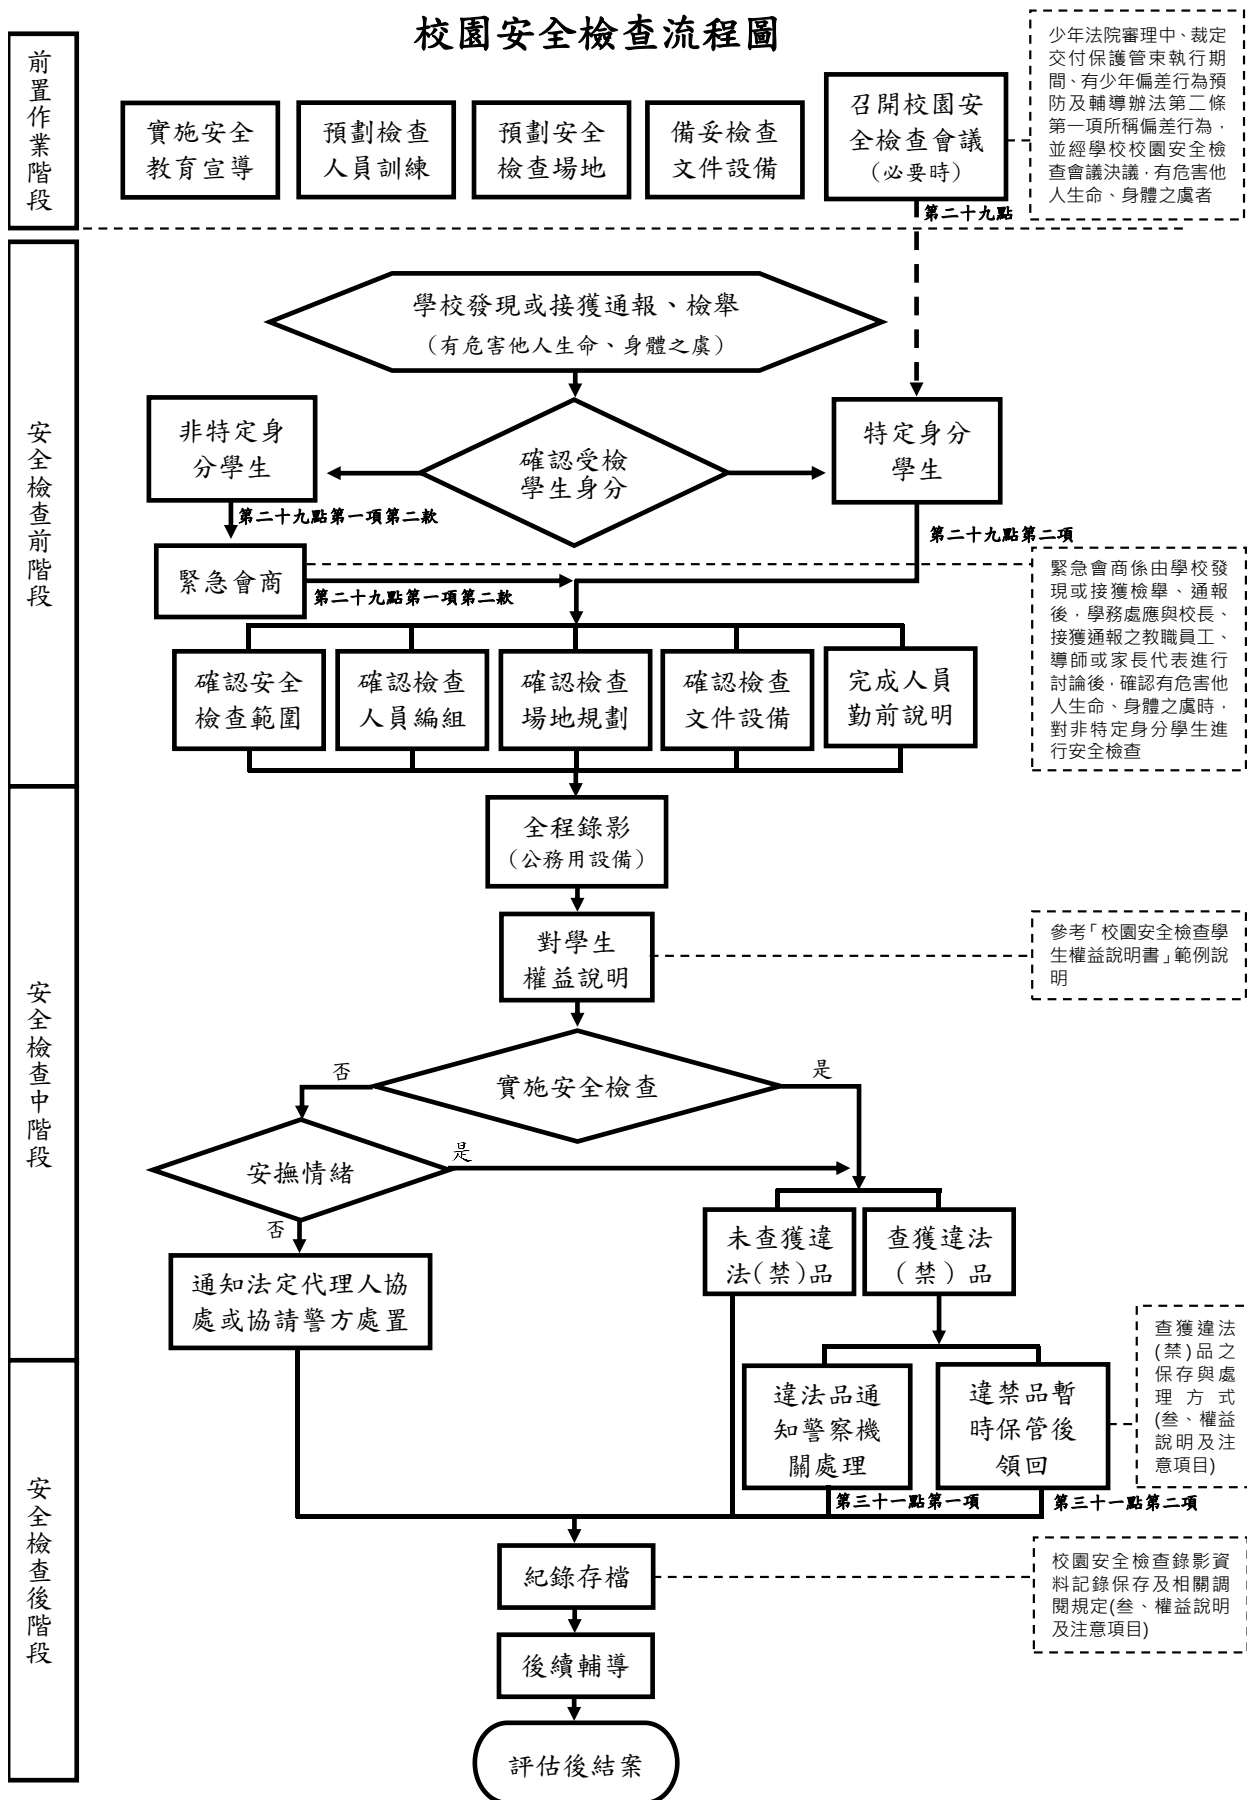 校園安全檢查流程圖
前置作業階段
實施安全
教育宣導
預劃檢查
人員訓練
預劃安全
檢查場地
備妥檢查
文件設備
召開校園安
全檢查會議
(必要時)
少年法院審理中、裁定
交付保護管束執行期
間、有少年偏差行為預
防及輔導辦法第二條
第一項所稱偏差行為，
並經學校校園安全檢
查會議決議，有危害他
人生命、身體之虞者
第二十九點
安全檢查前階段
學校發現或接獲通報、檢舉
(有危害他人生命、身體之虞)
非特定身
分學生
確認受檢
學生身分
特定身分
學生
第二十九點第一項第二款
第二十九點第二項
緊急會商
第二十九點第一項第二款
緊急會商係由學校發
現或接獲檢舉、通報
後，學務處應與校長、
接獲通報之教職員工、
導師或家長代表進行
討論後，確認有危害他
人生命、身體之虞時，
對非特定身分學生進
行安全檢查
確認安全
檢查範圍
確認檢查
人員編組
確認檢查
場地規劃
確認檢查
文件設備
完成人員
勤前說明
安全檢查中階段
全程錄影
(公務用設備)
對學生
權益說明
參考「校園安全檢查學
生權益說明書」範例說
明
實施安全檢查
否
是
安撫情緒
是
否
通知法定代理人協
處或協請警方處置
未查獲違
法(禁)品
查獲違法
(禁)品
安全檢查後階段
違法品通
知警察機
關處理
違禁品暫
時保管後
領回
查獲違法
(禁)品之
保存與處
理方式
(叁、權益
說明及注
意項目)
第三十一點第一項
第三十一點第二項
紀錄存檔
校園安全檢查錄影資
料記錄保存及相關調
閱規定(叁、權益說明
及注意項目)
後續輔導
評估後結案